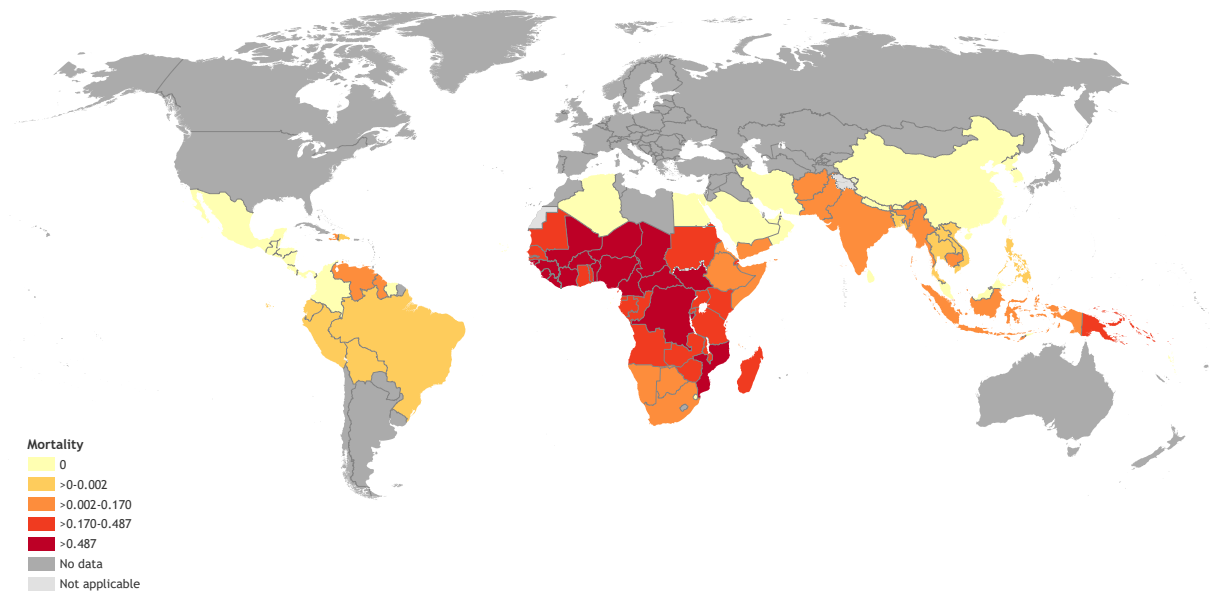 Mortality
0
>0-0.002
>0.002-0.170
>0.170-0.487
>0.487
No data
Not applicable